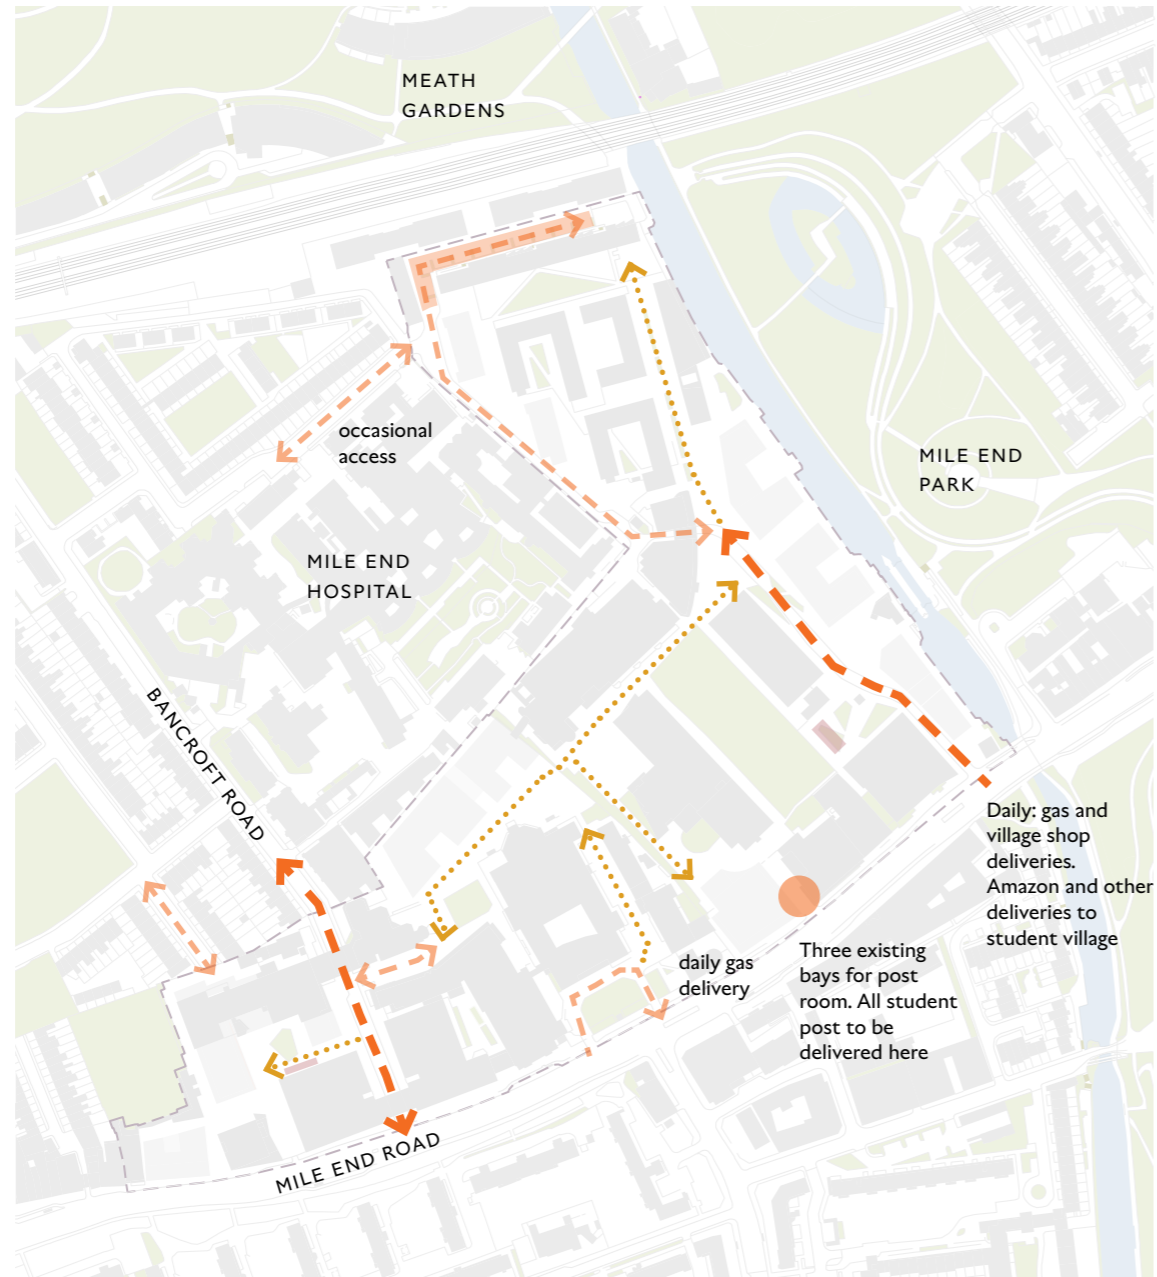 MEATH
GARDENS
occasional
access
MILE END
PARK
MILE END
HOSPITAL
BANCROFT ROAD
Daily: gas and
village shop
deliveries.
Amazon and other
deliveries to
student village
daily gas
delivery
Three existing
bays for post
room. All student
post to be
delivered here
MILE END ROAD